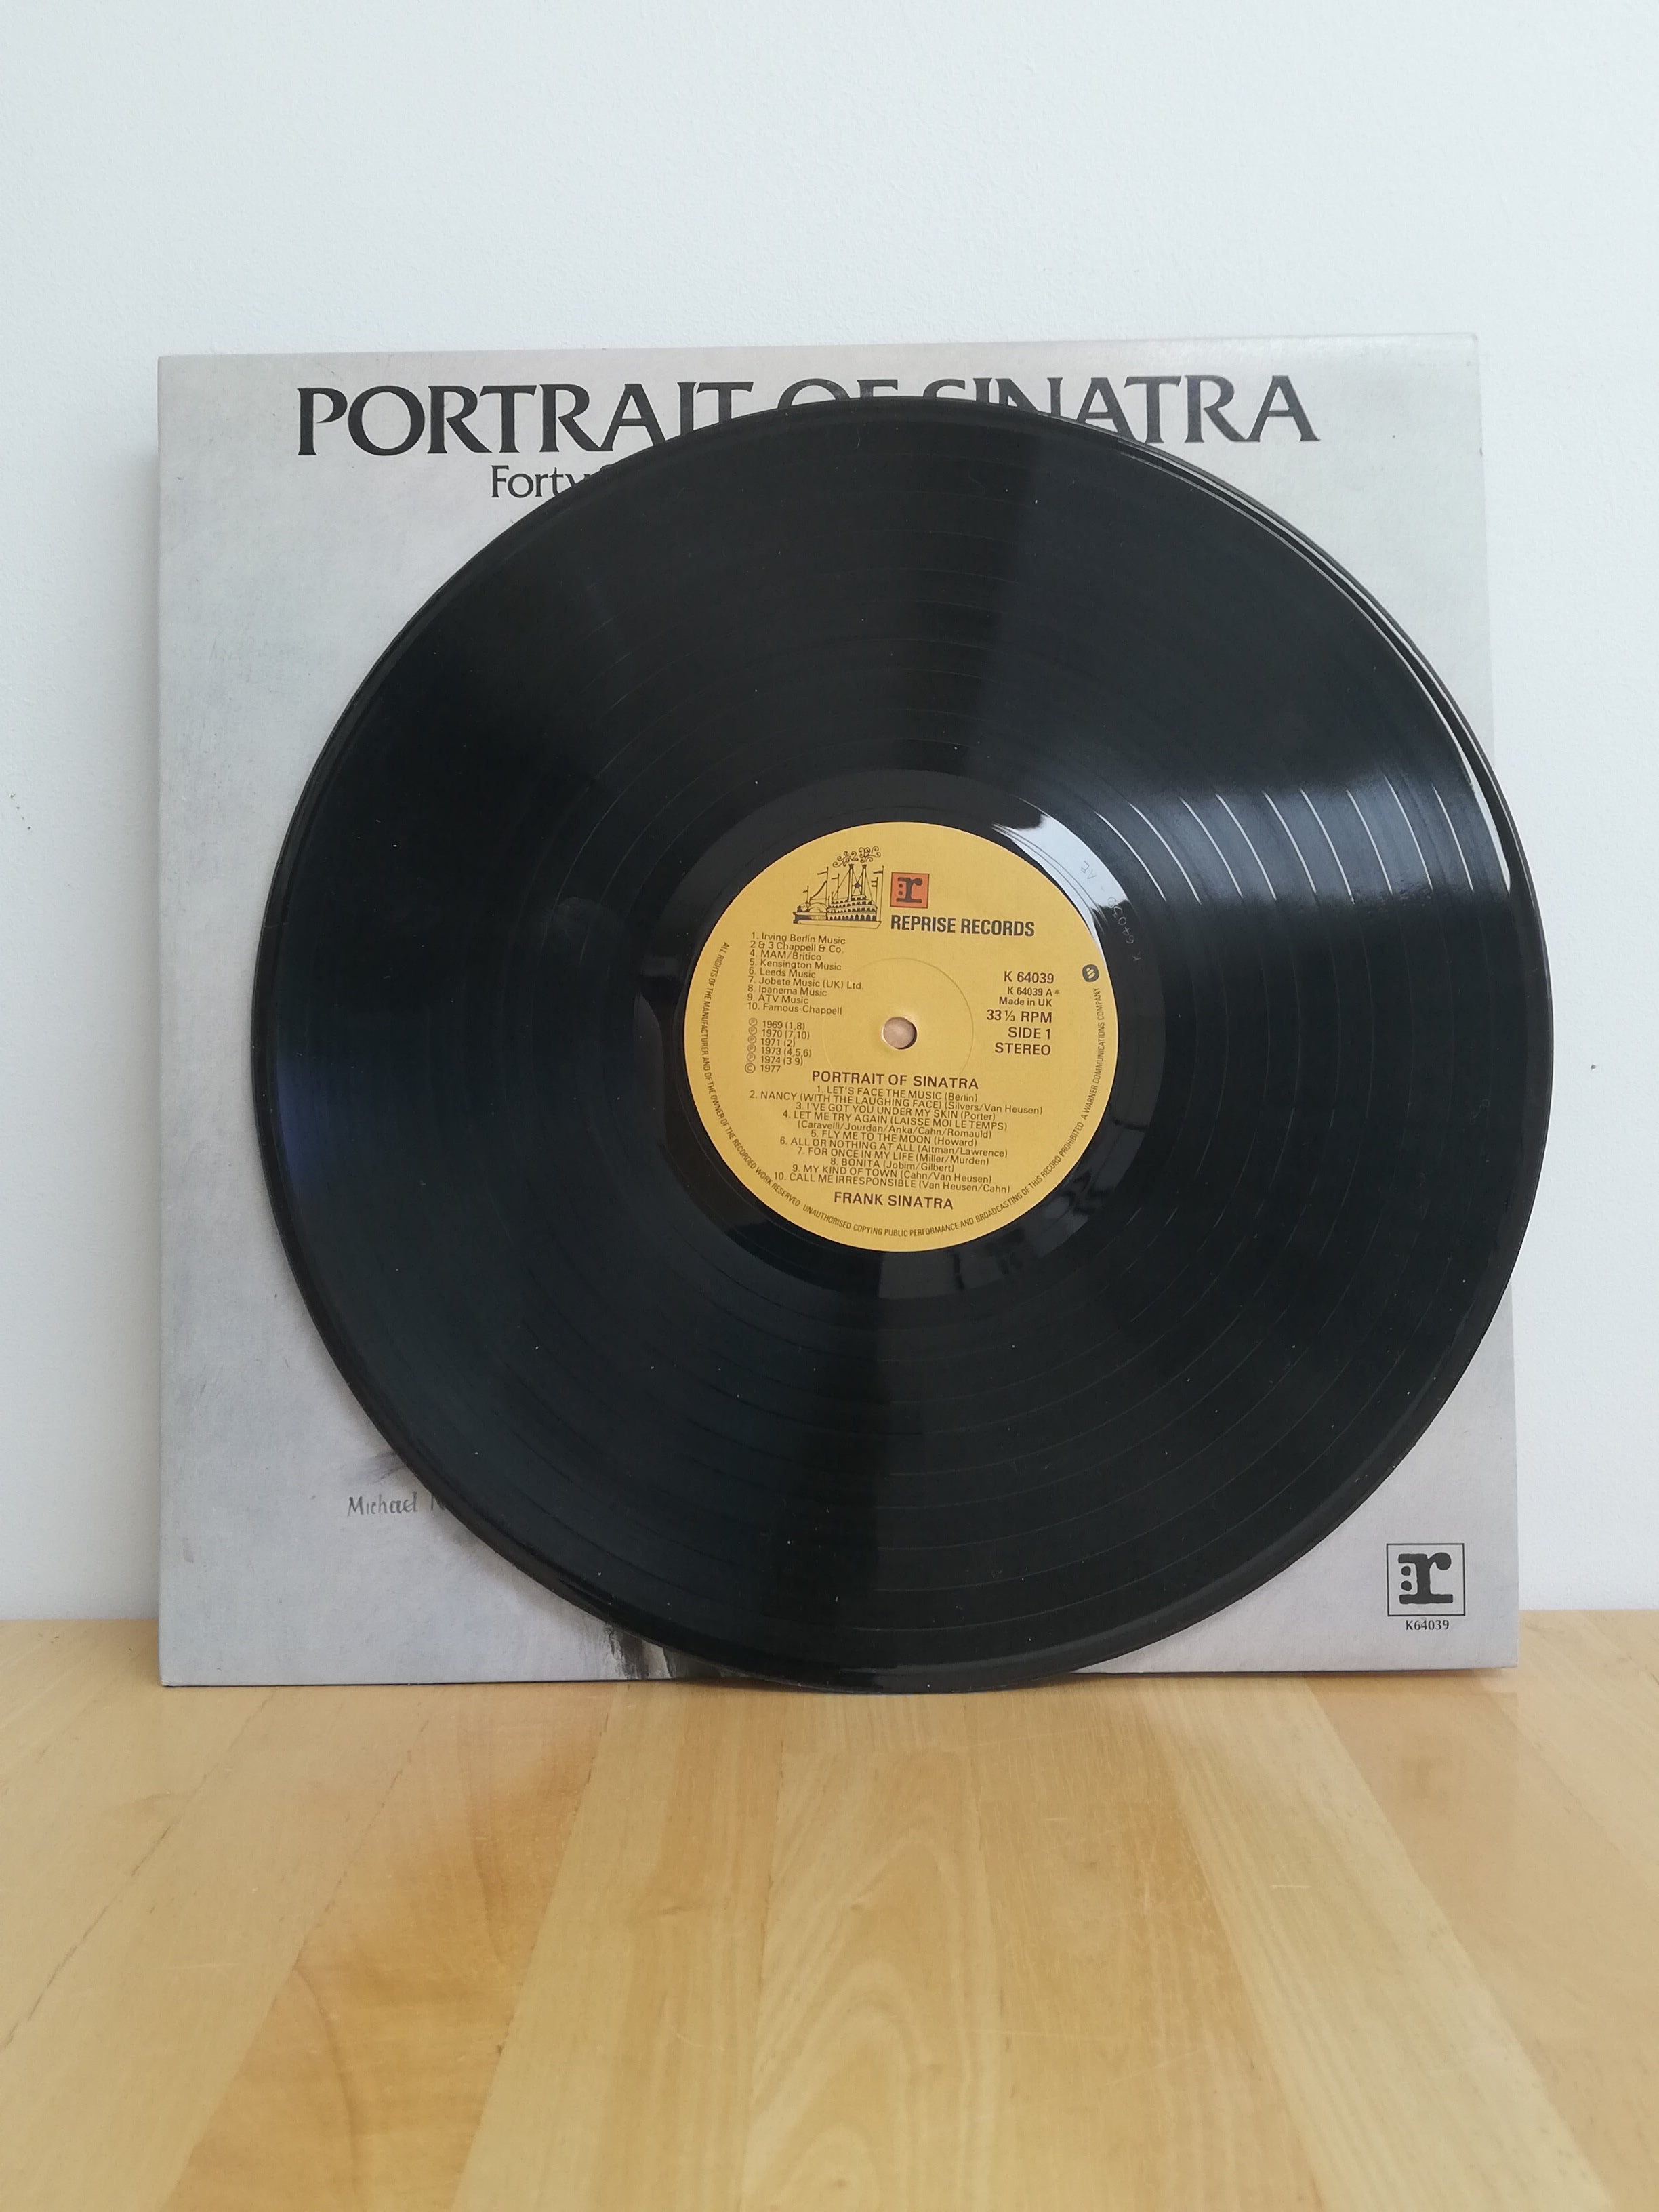 PORTRAIT OF SINATRA
Forty
REPRISE RECORDS
1. Irving Berlin Music
2 & 3 Chappell & Co.
4. MAM/Britico
5. Kensington Music
6. Leeds Music
7. Jobete Music (UK) Ltd.
8. Ipanema Music
9. ATV Music
10. Famous Chappell
Ⓟ 1969 (1,8)
Ⓟ 1970 (7,10)
Ⓟ 1971 (2)
Ⓟ 1973 (4,5,6)
Ⓟ 1974 (3 9)
© 1977
K 64039
K 64039 A*
Made in UK
33⅓ RPM
SIDE 1
STEREO
PORTRAIT OF SINATRA
1. LET'S FACE THE MUSIC (Berlin)
2. NANCY (WITH THE LAUGHING FACE) (Silvers/Van Heusen)
3. I'VE GOT YOU UNDER MY SKIN (Porter)
4. LET ME TRY AGAIN (LAISSE MOI LE TEMPS)
(Caravelli/Jourdan/Anka/Cahn/Romauld)
5. FLY ME TO THE MOON (Howard)
6. ALL OR NOTHING AT ALL (Altman/Lawrence)
7. FOR ONCE IN MY LIFE (Miller/Murden)
8. BONITA (Jobim/Gilbert)
9. MY KIND OF TOWN (Cahn/Van Heusen)
10. CALL ME IRRESPONSIBLE (Van Heusen/Cahn)
FRANK SINATRA
ALL RIGHTS OF THE MANUFACTURER AND OF THE OWNER OF THE RECORDED WORK RESERVED UNAUTHORISED COPYING PUBLIC PERFORMANCE AND BROADCASTING OF THIS RECORD PROHIBITED A WARNER COMMUNICATIONS COMPANY
Michael
r
K64039